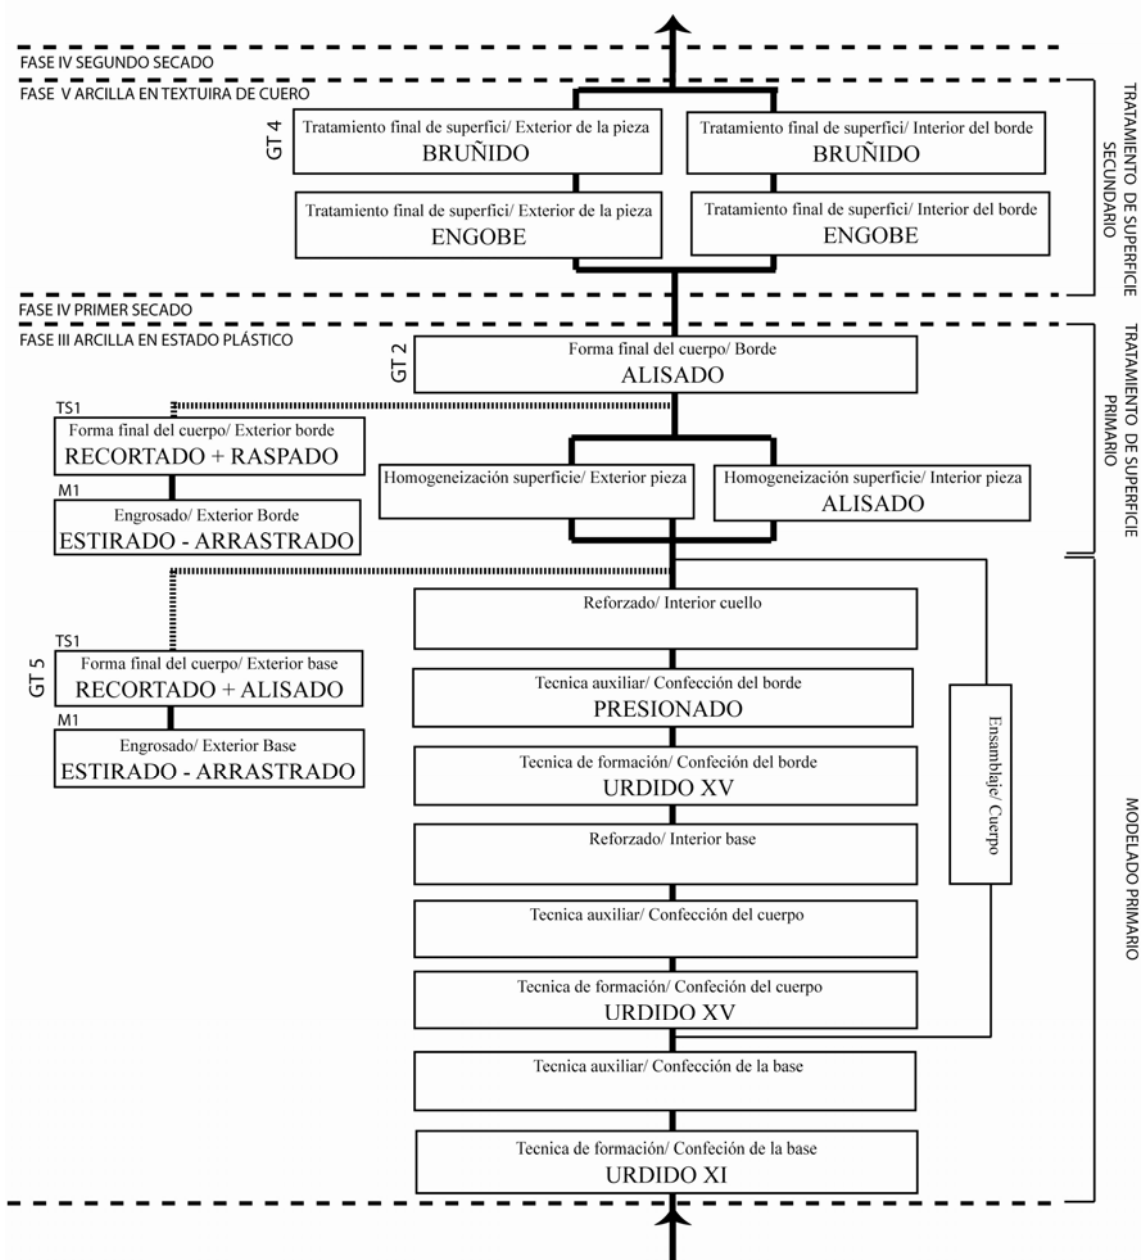 FASE IV SEGUNDO SECADO
FASE V ARCILLA EN TEXTUIRA DE CUERO
TRATAMIENTO DE SUPERFICIE
SECUNDARIO
GT 4
Tratamiento final de superfici/ Exterior de la pieza
BRUÑIDO
Tratamiento final de superfici/ Interior del borde
BRUÑIDO
Tratamiento final de superfici/ Exterior de la pieza
ENGOBE
Tratamiento final de superfici/ Interior del borde
ENGOBE
FASE IV PRIMER SECADO
FASE III ARCILLA EN ESTADO PLÁSTICO
TRATAMIENTO DE SUPERFICIE
PRIMARIO
GT 2
Forma final del cuerpo/ Borde
ALISADO
TS1
Forma final del cuerpo/ Exterior borde
RECORTADO + RASPADO
M1
Engrosado/ Exterior Borde
ESTIRADO - ARRASTRADO
Homogeneización superficie/ Exterior pieza
Homogeneización superficie/ Interior pieza
ALISADO
MODELADO PRIMARIO
Reforzado/ Interior cuello
GT 5
TS1
Forma final del cuerpo/ Exterior base
RECORTADO + ALISADO
M1
Engrosado/ Exterior Base
ESTIRADO - ARRASTRADO
Tecnica auxiliar/ Confección del borde
PRESIONADO
Tecnica de formación/ Confeción del borde
URDIDO XV
Ensamblaje/ Cuerpo
Reforzado/ Interior base
Tecnica auxiliar/ Confección del cuerpo
Tecnica de formación/ Confeción del cuerpo
URDIDO XV
Tecnica auxiliar/ Confección de la base
Tecnica de formación/ Confeción de la base
URDIDO XI